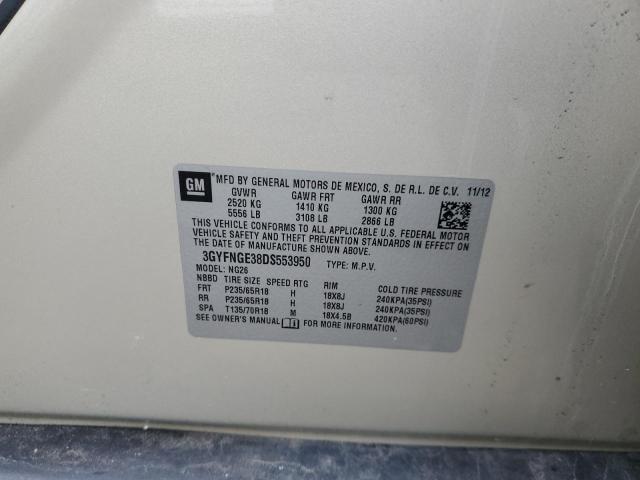 GM
MFD BY GENERAL MOTORS DE MEXICO, S. DE R.L. DE C.V. 11/12
GVWR GAWR FRT GAWR RR
2520 KG 1410 KG 1300 KG
5556 LB 3108 LB 2866 LB
THIS VEHICLE CONFORMS TO ALL APPLICABLE U.S. FEDERAL MOTOR
VEHICLE SAFETY AND THEFT PREVENTION STANDARDS IN EFFECT ON
THE DATE OF MANUFACTURE SHOWN ABOVE.
3GYFNGE38DS553950 TYPE: M.P.V.
MODEL: NG26
NBBD TIRE SIZE SPEED RTG RIM COLD TIRE PRESSURE
FRT P235/65R18 H 18X8J 240KPA(35PSI)
RR P235/65R18 H 18X8J 240KPA(35PSI)
SPA T135/70R18 M 18X4.5B 420KPA(60PSI)
SEE OWNER'S MANUAL FOR MORE INFORMATION.